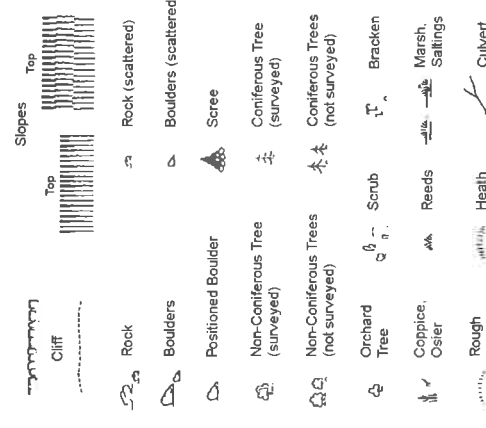 Slopes
Top
Top
Cliff
Rock
Rock (scattered)
Boulders
Boulders (scattered)
Positioned Boulder
Scree
Non-Coniferous Tree
(surveyed)
Coniferous Tree
(surveyed)
Non-Coniferous Trees
(not surveyed)
Coniferous Trees
(not surveyed)
Orchard
Tree
Scrub
Bracken
Coppice,
Osier
Reeds
Marsh,
Saltings
Rough
Heath
Culvert